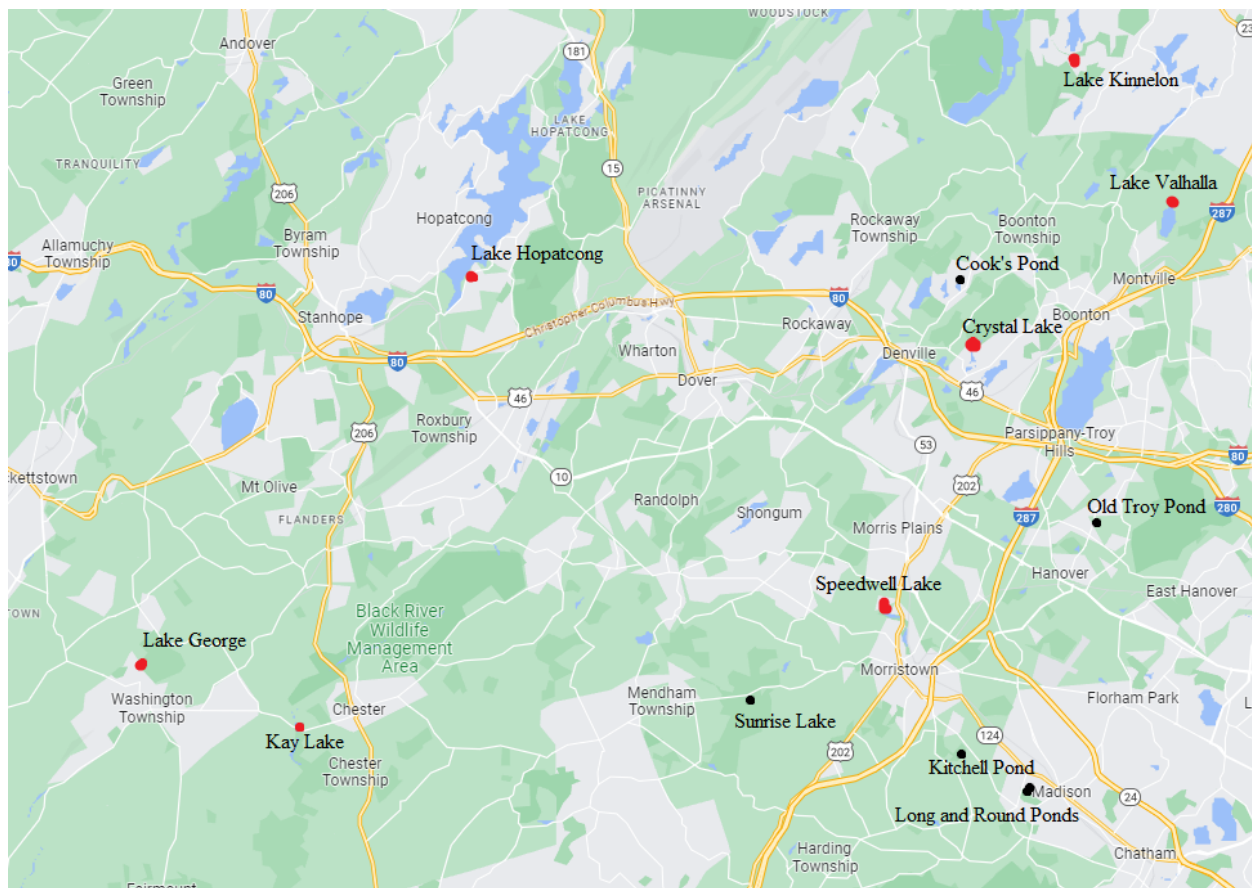 WOODSTOCK
23
Andover
181
Lake Kinnelon
Green
Township
LAKE
HOPATCONG
TRANQUILITY
15
206
PICATINNY
ARSENAL
Lake Valhalla
287
Hopatcong
Rockaway
Township
Boonton
Township
Byram
Township
Allamuchy
Township
80
Lake Hopatcong
Cook's Pond
Montville
80
80
Christopher Columbus Hwy
Stanhope
Rockaway
Boonton
Crystal Lake
Wharton
Denville
80
Dover
46
46
Roxbury
Township
206
Parsippany-Troy
Hills
53
80
10
ckettstown
202
Mt Olive
Randolph
Shongum
Old Troy Pond
280
FLANDERS
287
Morris Plains
Hanover
East Hanover
Speedwell Lake
TOWN
Black River
Wildlife
Management
Area
Lake George
Morristown
Washington
Township
Chester
Mendham
Township
Florham Park
L
Sunrise Lake
Kay Lake
124
202
Chester
Township
Kitchell Pond
Madison
24
Long and Round Ponds
Harding
Township
Chatham
Fairmount